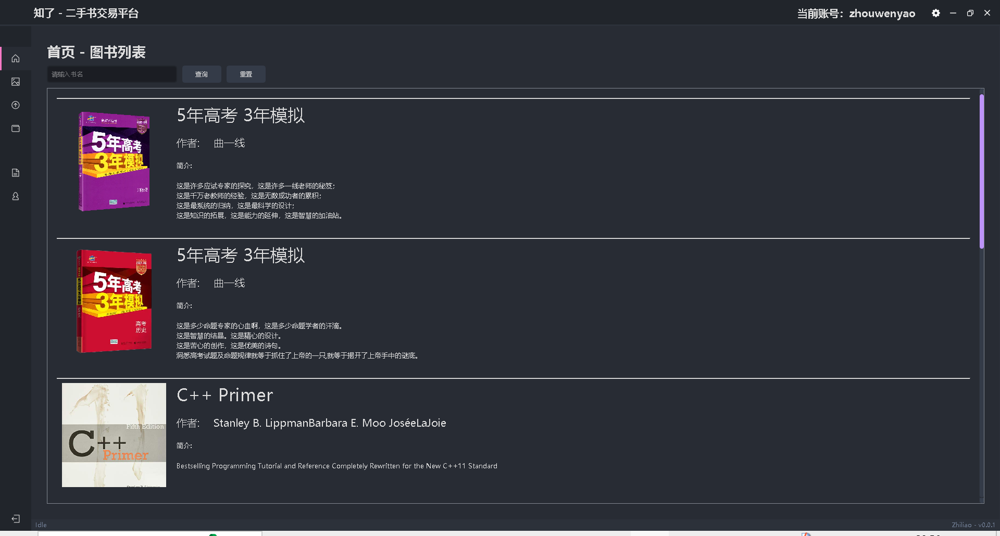 知了 - 二手书交易平台
当前账号：zhouwenyao
首页 - 图书列表
请输入书名
查询
重置
5年高考
3年模拟
5年高考 3年模拟
作者：
曲一线
简介:
这是许多应试专家的探究，这是许多一线老师的秘笈；
这是千万老教师的经验，这是无数成功者的累积；
这是最系统的归纳，这是最科学的设计；
这是知识的拓展，这是能力的延伸，这是智慧的加油站。
5年高考
3年模拟
高考
历史
5年高考 3年模拟
作者：
曲一线
简介:
这是多少命题专家的心血啊，这是多少命题学者的汗滴。
这是智慧的结晶。这是精心的设计。
这是苦心的创作，这是优美的诗句。
洞悉高考试题及命题规律就等于抓住了上帝的一只,就等于揭开了上帝手中的谜底。
Fifth Edition
C++
Primer
C++ Primer
作者：
Stanley B. LippmanBarbara E. Moo JoséeLaJoie
简介:
Bestselling Programming Tutorial and Reference Completely Rewritten for the New C++11 Standard
Idle
Zhiliao - v0.0.1